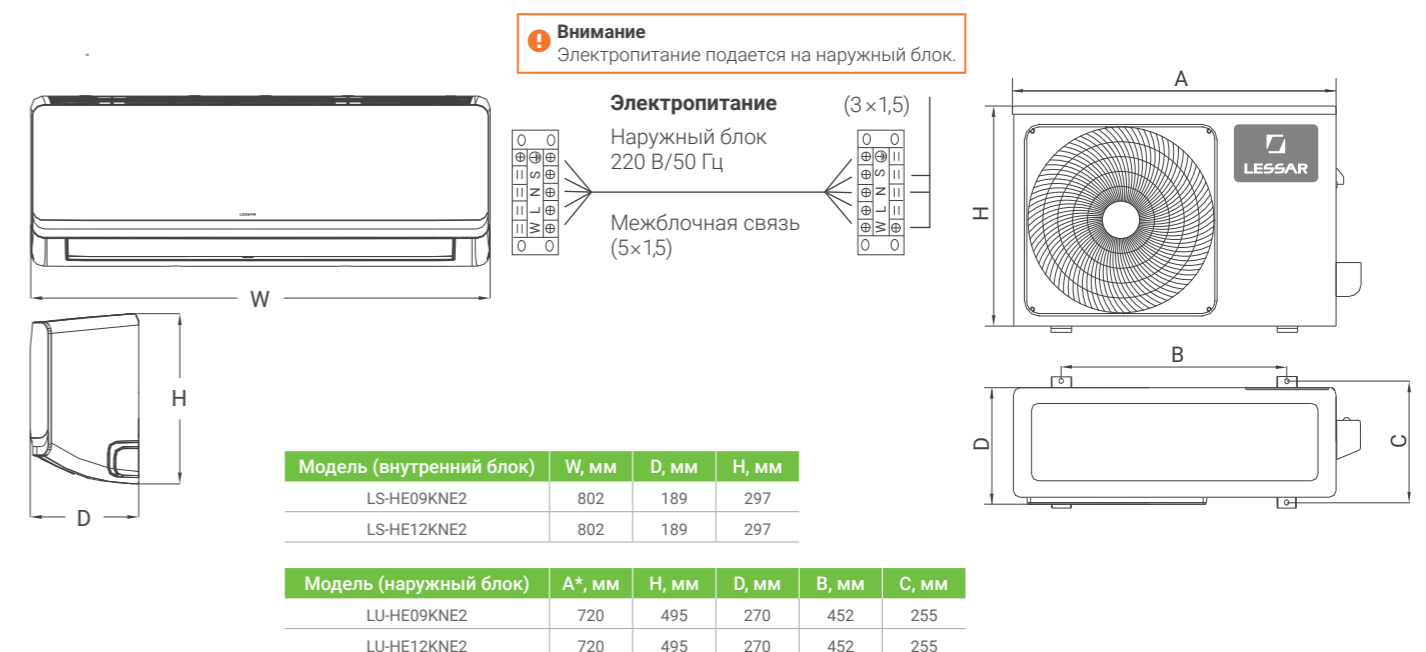 Внимание
Электропитание подается на наружный блок.
Электропитание
(3×1,5)
Наружный блок
220 В/50 Гц
S
N
L
W
S
N
L
W
Межблочная связь
(5×1,5)
LESSAR
W
H
D
A
LESSAR
H
B
D
C
Модель (внутренний блок) W, мм D, мм H, мм
LS-HE09KNE2 802 189 297
LS-HE12KNE2 802 189 297
Модель (наружный блок) A*, мм H, мм D, мм B, мм C, мм
LU-HE09KNE2 720 495 270 452 255
LU-HE12KNE2 720 495 270 452 255